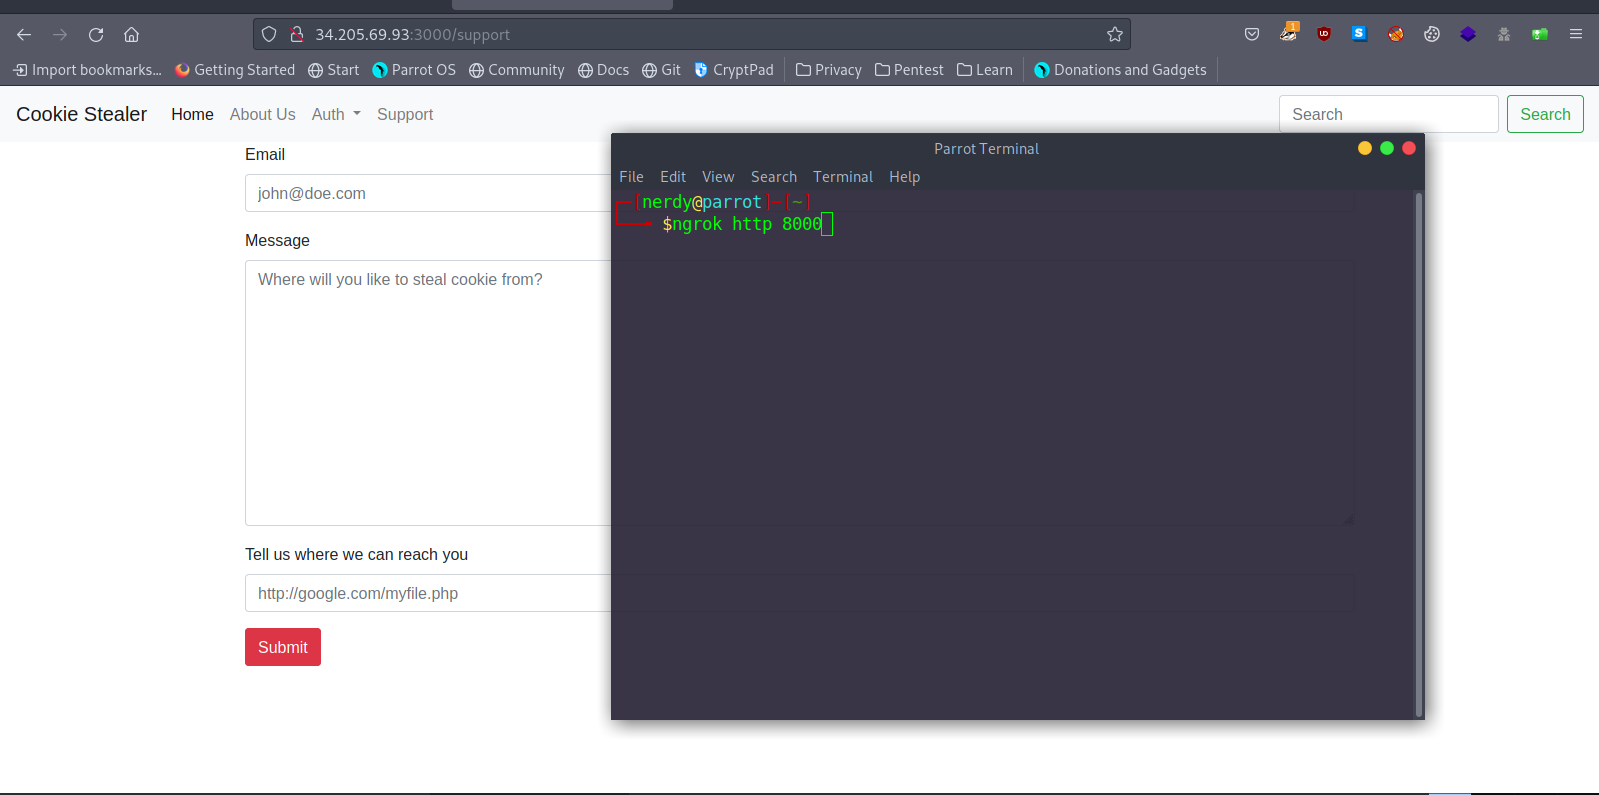 34.205.69.93:3000/support
1
UD
S
Import bookmarks... Getting Started Start Parrot OS Community Docs Git CryptPad Privacy Pentest Learn Donations and Gadgets
Cookie Stealer Home About Us Auth Support Search Search
Email
john@doe.com
Message
Where will you like to steal cookie from?
Tell us where we can reach you
http://google.com/myfile.php
Submit
Parrot Terminal
File Edit View Search Terminal Help
[nerdy@parrot]─[~]
$ngrok http 8000